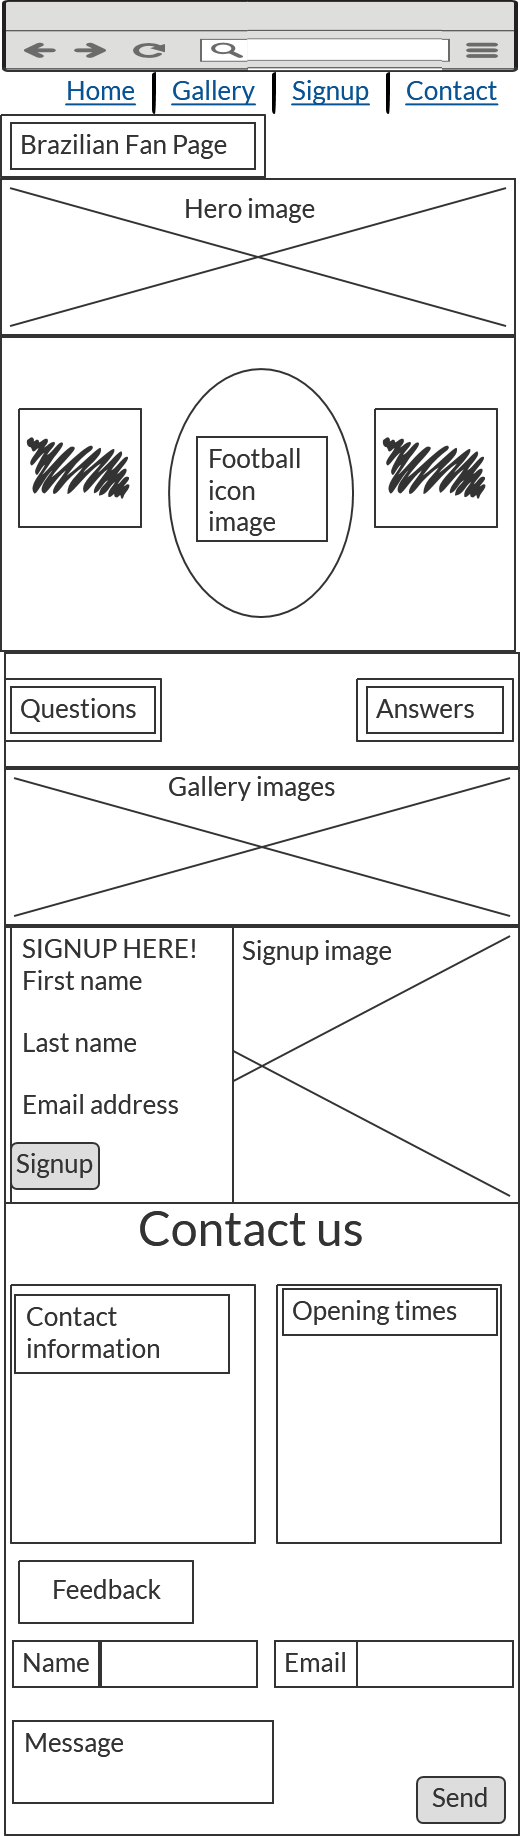 Home Gallery Signup Contact
Brazilian Fan Page
Hero image
Football
icon
image
Questions Answers
Gallery images
SIGNUP HERE!
First name
Last name
Email address
Signup
Signup image
Contact us
Contact
information
Opening times
Feedback
Name Email
Message
Send